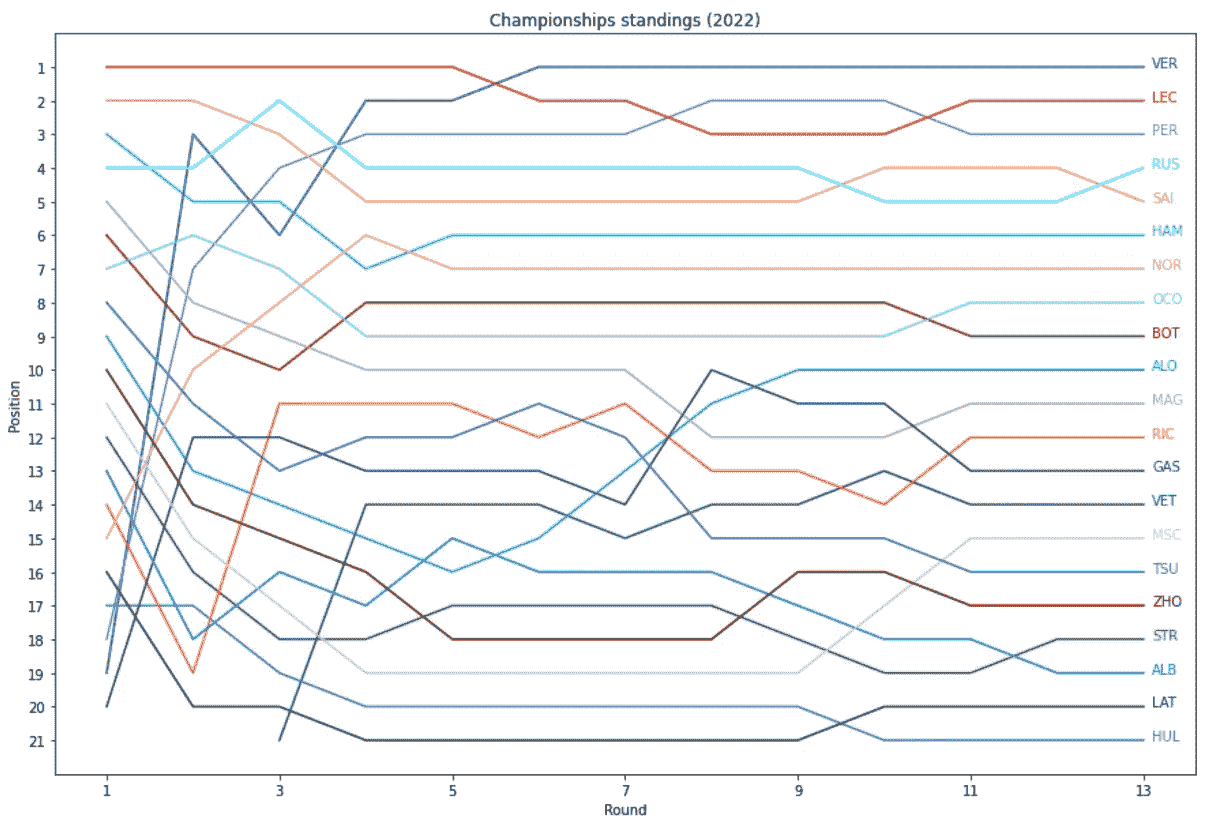 Championships standings (2022)
1
2
3
4
5
6
7
8
9
10
11
12
13
14
15
16
17
18
19
20
21
Position
VER
LEC
PER
RUS
SAI
HAM
NOR
OCO
BOT
ALO
MAG
RIC
GAS
VET
MSC
TSU
ZHO
STR
ALB
LAT
HUL
1 3 5 7 9 11 13
Round